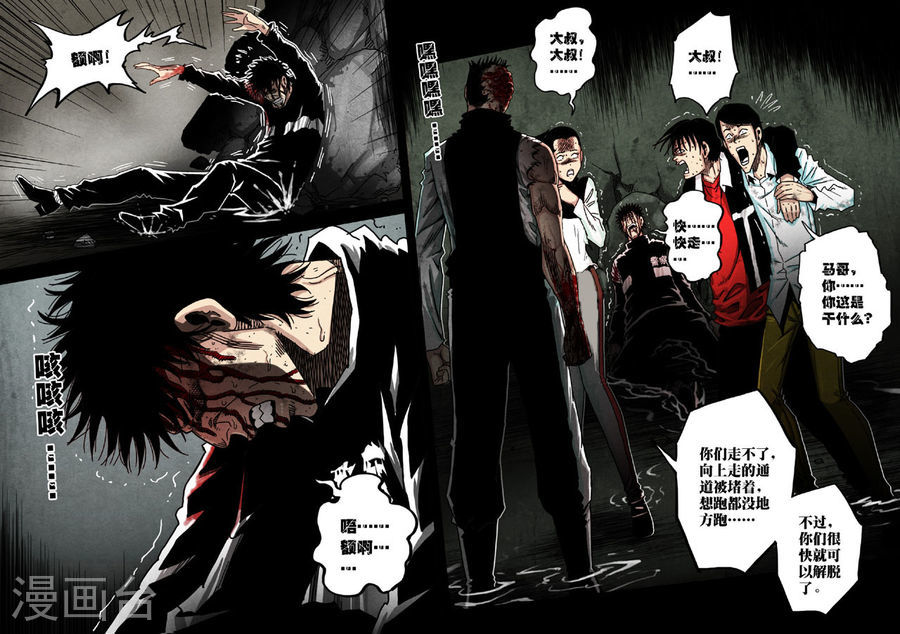 额啊！
咳
咳
咳
……
唔……
额啊……
…
嘿
嘿
嘿
嘿
……
大叔，
大叔！
……
大叔！
……
快……
快走……
…
马哥，
你……
你这是
干什么？
你们走不了，
向上走的通
道被堵着，
想跑都没地
方跑……
不过，
你们很
快就可
以解脱
了。
漫画台